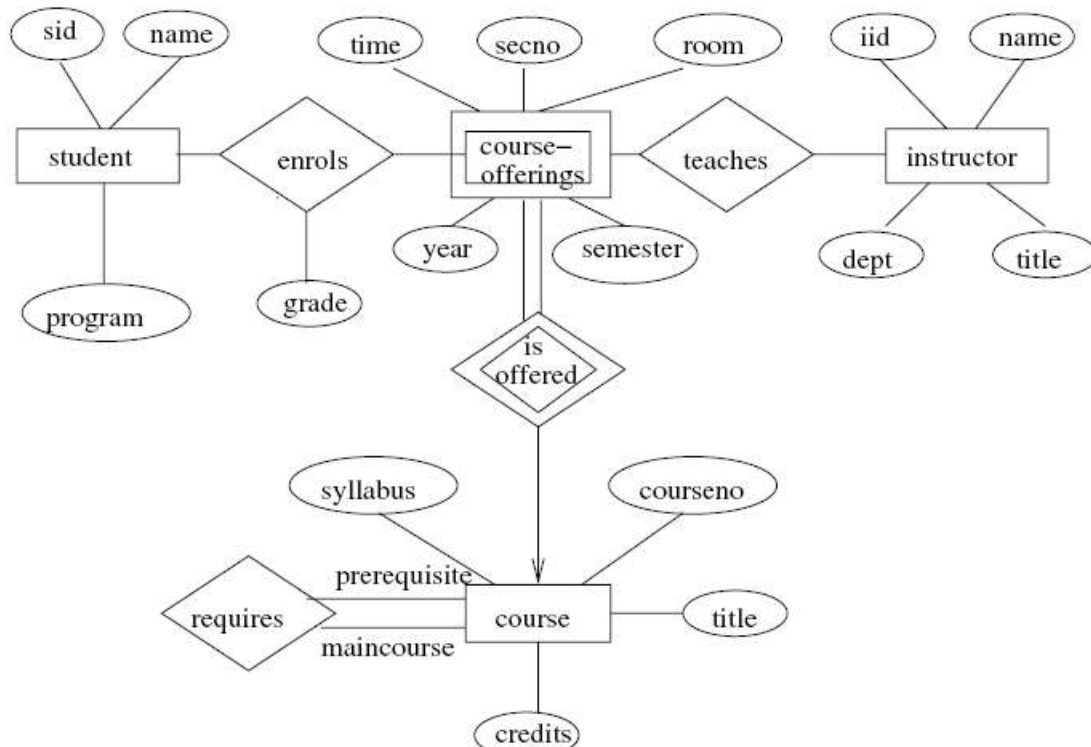 sid
name
time
secno
room
iid
name
student
enrols
course–
offerings
teaches
instructor
year
semester
dept
title
program
grade
is
offered
syllabus
courseno
prerequisite
requires
course
title
maincourse
credits